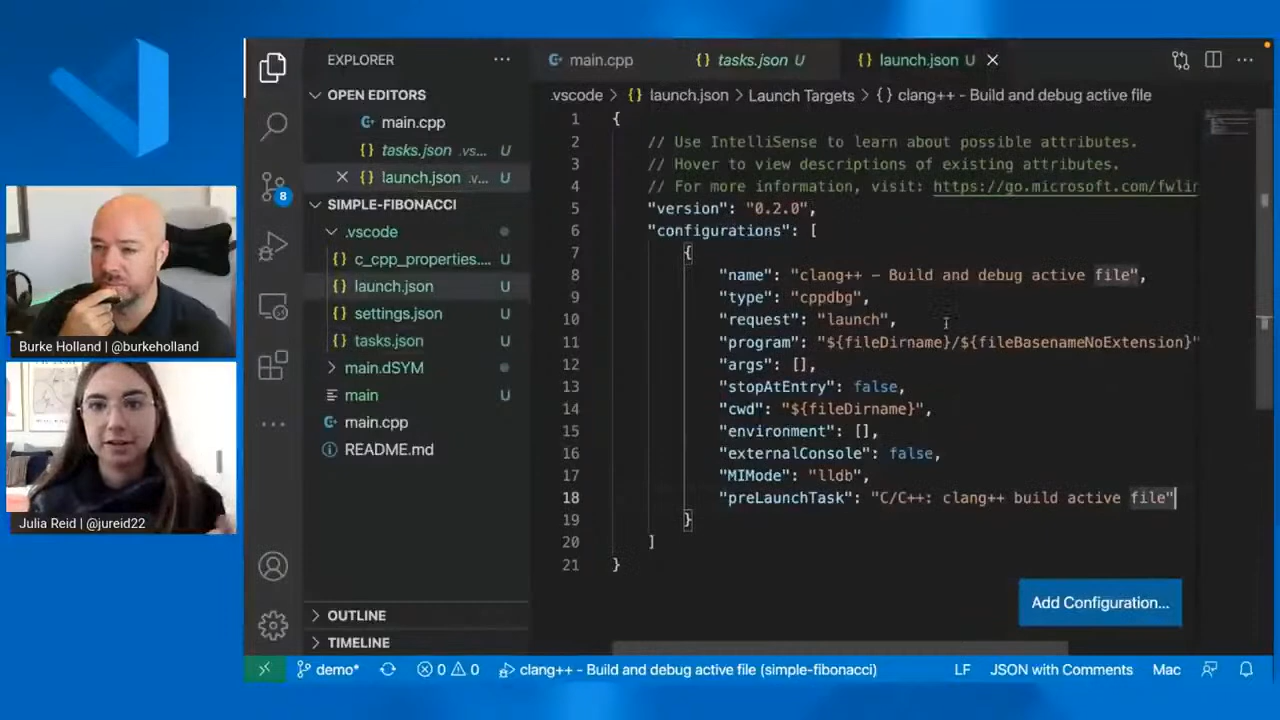 EXPLORER
OPEN EDITORS
main.cpp
tasks.json .vs... U
launch.json .v... U
SIMPLE-FIBONACCI
.vscode
c_cpp_properties....
launch.json U
settings.json U
tasks.json U
main.dSYM
main U
main.cpp
README.md
OUTLINE
TIMELINE
8
main.cpp
tasks.json U
launch.json U
.vscode > {} launch.json > Launch Targets > {} clang++ - Build and debug active file
1 {
2 // Use IntelliSense to learn about possible attributes.
3 // Hover to view descriptions of existing attributes.
4 // For more information, visit: https://go.microsoft.com/fwlin
5 "version": "0.2.0",
6 "configurations": [
7 {
8 "name": "clang++ - Build and debug active file",
9 "type": "cppdbg",
10 "request": "launch",
11 "program": "${fileDirname}/${fileBasenameNoExtension}"
12 "args": [],
13 "stopAtEntry": false,
14 "cwd": "${fileDirname}",
15 "environment": [],
16 "externalConsole": false,
17 "MIMode": "lldb",
18 "preLaunchTask": "C/C++: clang++ build active file"
19 }
20 ]
21 }
Add Configuration...
Burke Holland | @burkeholland
Julia Reid | @jureid22
demo* 0 0 clang++ - Build and debug active file (simple-fibonacci) LF JSON with Comments Mac